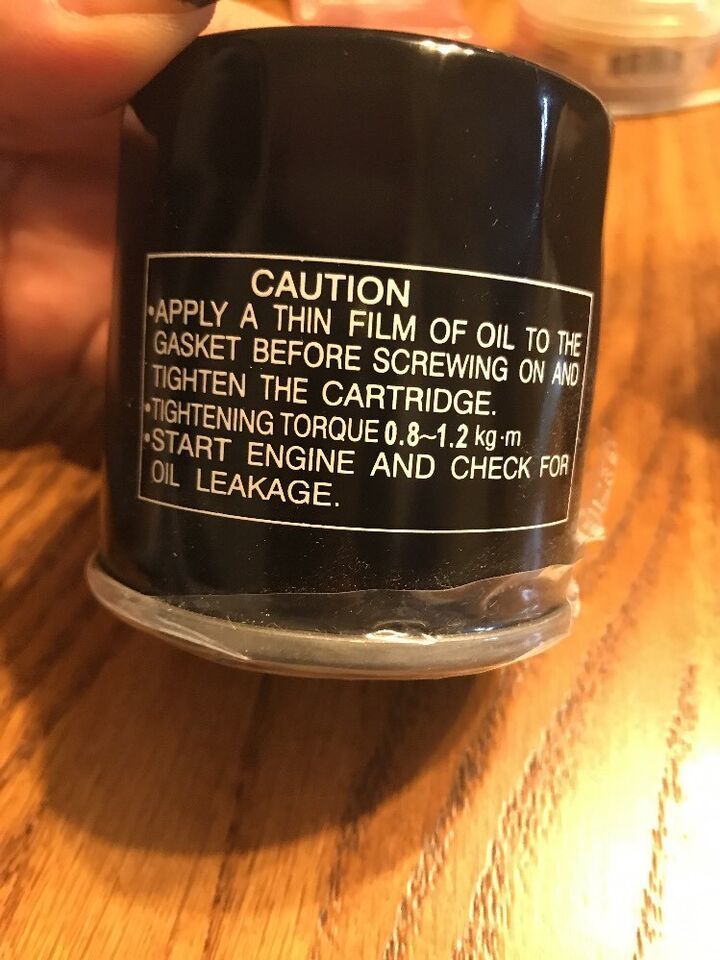 CAUTION
•APPLY A THIN FILM OF OIL TO THE
GASKET BEFORE SCREWING ON AND
TIGHTEN THE CARTRIDGE.
•TIGHTENING TORQUE 0.8~1.2 kg·m
•START ENGINE AND CHECK FOR
OIL LEAKAGE.